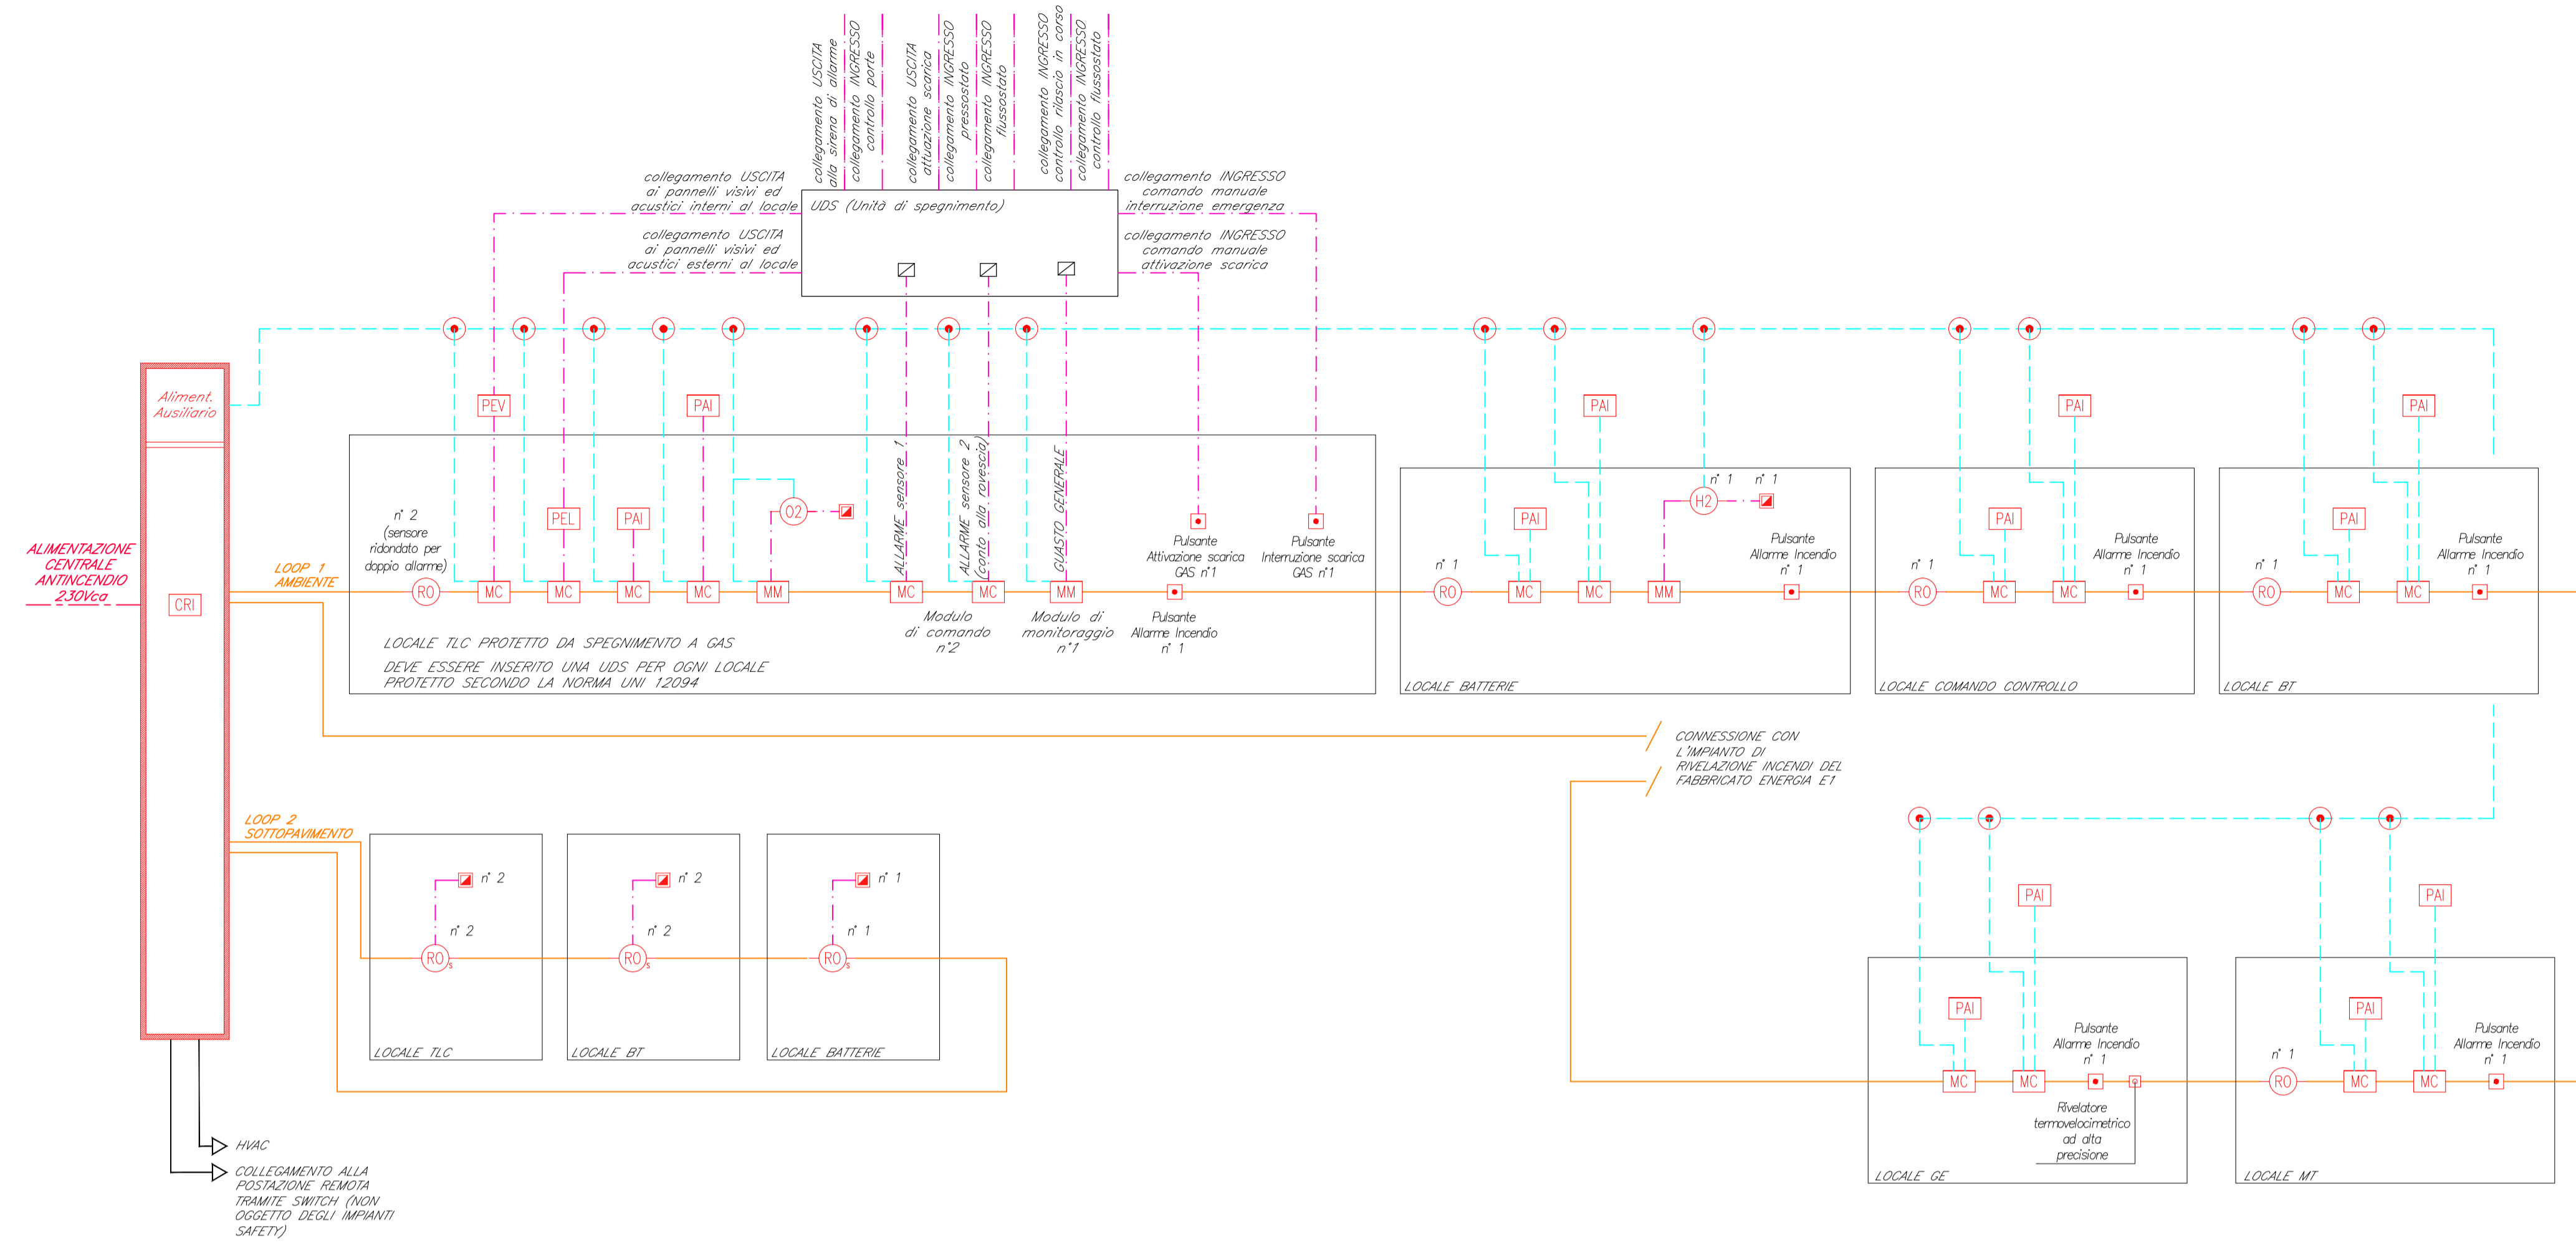 collegamento USCITA
alla sirena di allarme
collegamento INGRESSO
controllo porte
collegamento USCITA
attuazione scarica
collegamento INGRESSO
pressostato
collegamento INGRESSO
flussostato
collegamento INGRESSO
controllo rilascio in corso
collegamento INGRESSO
controllo flussostato
collegamento USCITA
ai pannelli visivi ed
acustici interni al locale
UDS (Unità di spegnimento)
collegamento INGRESSO
comando manuale
interruzione emergenza
collegamento USCITA
ai pannelli visivi ed
acustici esterni al locale
collegamento INGRESSO
comando manuale
attivazione scarica
Aliment.
Ausiliario
CRI
ALIMENTAZIONE
CENTRALE
ANTINCENDIO
230Vca
LOOP 1
AMBIENTE
n° 2
(sensore
ridondato per
doppio allarme)
RO
PEV
MC
PEL
MC
PAI
MC
PAI
MC
O2
MM
ALLARME sensore 1
MC
ALLARME sensore 2
(conto alla rovescia)
MC
GUASTO GENERALE
MM
Modulo
di comando
n°2
Modulo di
monitoraggio
n°1
Pulsante
Attivazione scarica
GAS n°1
Pulsante
Interruzione scarica
GAS n°1
Pulsante
Allarme Incendio
n° 1
LOCALE TLC PROTETTO DA SPEGNIMENTO A GAS
DEVE ESSERE INSERITO UNA UDS PER OGNI LOCALE
PROTETTO SECONDO LA NORMA UNI 12094
n° 1
RO
PAI
MC
PAI
MC
n° 1
n° 1
H2
MM
Pulsante
Allarme Incendio
n° 1
LOCALE BATTERIE
n° 1
RO
PAI
MC
PAI
MC
Pulsante
Allarme Incendio
n° 1
LOCALE COMANDO CONTROLLO
n° 1
RO
PAI
MC
PAI
MC
Pulsante
Allarme Incendio
n° 1
LOCALE BT
CONNESSIONE CON
L'IMPIANTO DI
RIVELAZIONE INCENDI DEL
FABBRICATO ENERGIA E1
LOOP 2
SOTTOPAVIMENTO
n° 2
n° 2
RO s
LOCALE TLC
n° 2
n° 2
RO s
LOCALE BT
n° 1
n° 1
RO s
LOCALE BATTERIE
PAI
MC
PAI
MC
Pulsante
Allarme Incendio
n° 1
Rivelatore
termovelocimetrico
ad alta
precisione
LOCALE GE
n° 1
RO
PAI
MC
PAI
MC
Pulsante
Allarme Incendio
n° 1
LOCALE MT
HVAC
COLLEGAMENTO ALLA
POSTAZIONE REMOTA
TRAMITE SWITCH (NON
OGGETTO DEGLI IMPIANTI
SAFETY)